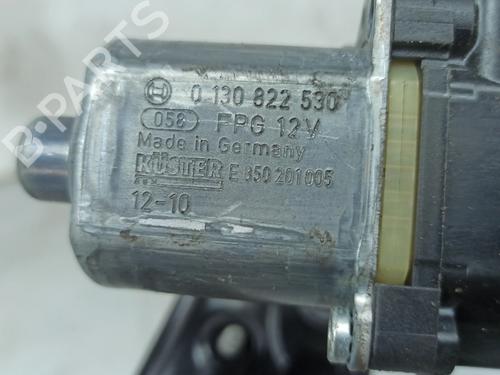 0 130 822 530
058 FPG 12V
Made in Germany
KÜSTER E 850 201 005
12-10
B-PARTS